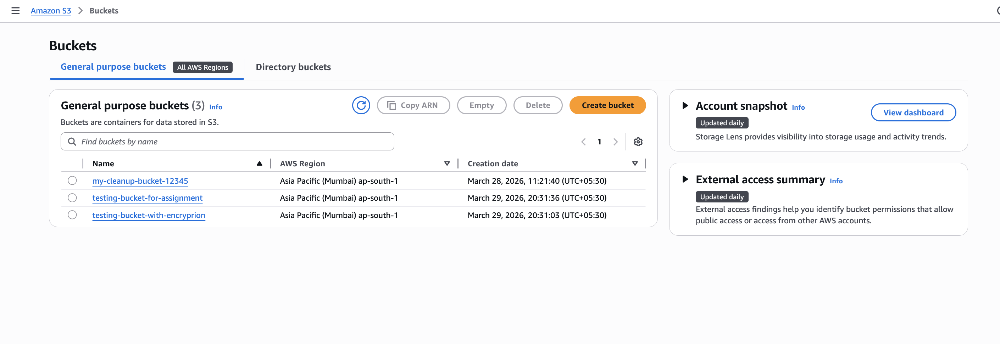 Amazon S3 > Buckets
Buckets
General purpose buckets All AWS Regions Directory buckets
General purpose buckets (3) Info
Copy ARN Empty Delete Create bucket
Buckets are containers for data stored in S3.
Find buckets by name
1
Name AWS Region Creation date
my-cleanup-bucket-12345 Asia Pacific (Mumbai) ap-south-1 March 28, 2026, 11:21:40 (UTC+05:30)
testing-bucket-for-assignment Asia Pacific (Mumbai) ap-south-1 March 29, 2026, 20:31:36 (UTC+05:30)
testing-bucket-with-encryprion Asia Pacific (Mumbai) ap-south-1 March 29, 2026, 20:31:03 (UTC+05:30)
Account snapshot Info
View dashboard
Updated daily
Storage Lens provides visibility into storage usage and activity trends.
External access summary Info
Updated daily
External access findings help you identify bucket permissions that allow
public access or access from other AWS accounts.